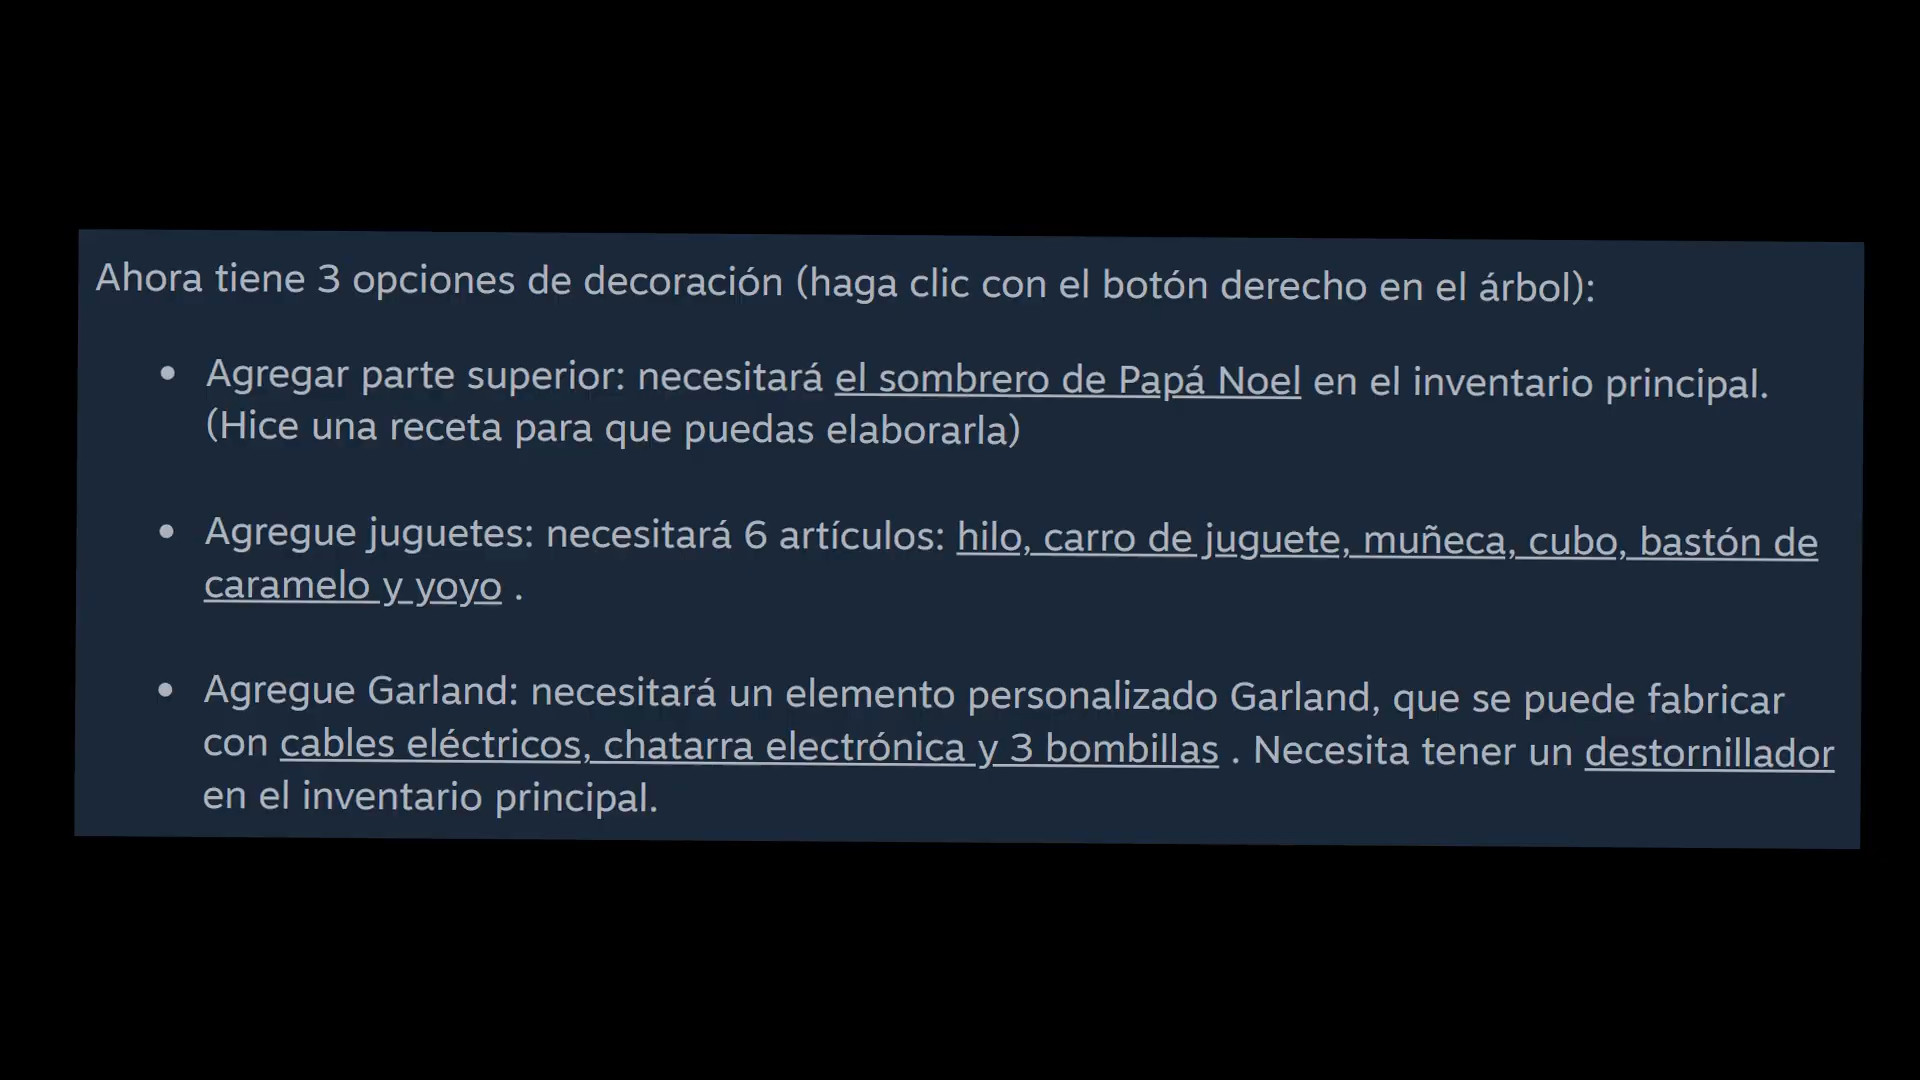 Ahora tiene 3 opciones de decoración (haga clic con el botón derecho en el árbol):
• Agregar parte superior: necesitará el sombrero de Papá Noel en el inventario principal.
(Hice una receta para que puedas elaborarla)
• Agregue juguetes: necesitará 6 artículos: hilo, carro de juguete, muñeca, cubo, bastón de
caramelo y yoyo .
• Agregue Garland: necesitará un elemento personalizado Garland, que se puede fabricar
con cables eléctricos, chatarra electrónica y 3 bombillas . Necesita tener un destornillador
en el inventario principal.